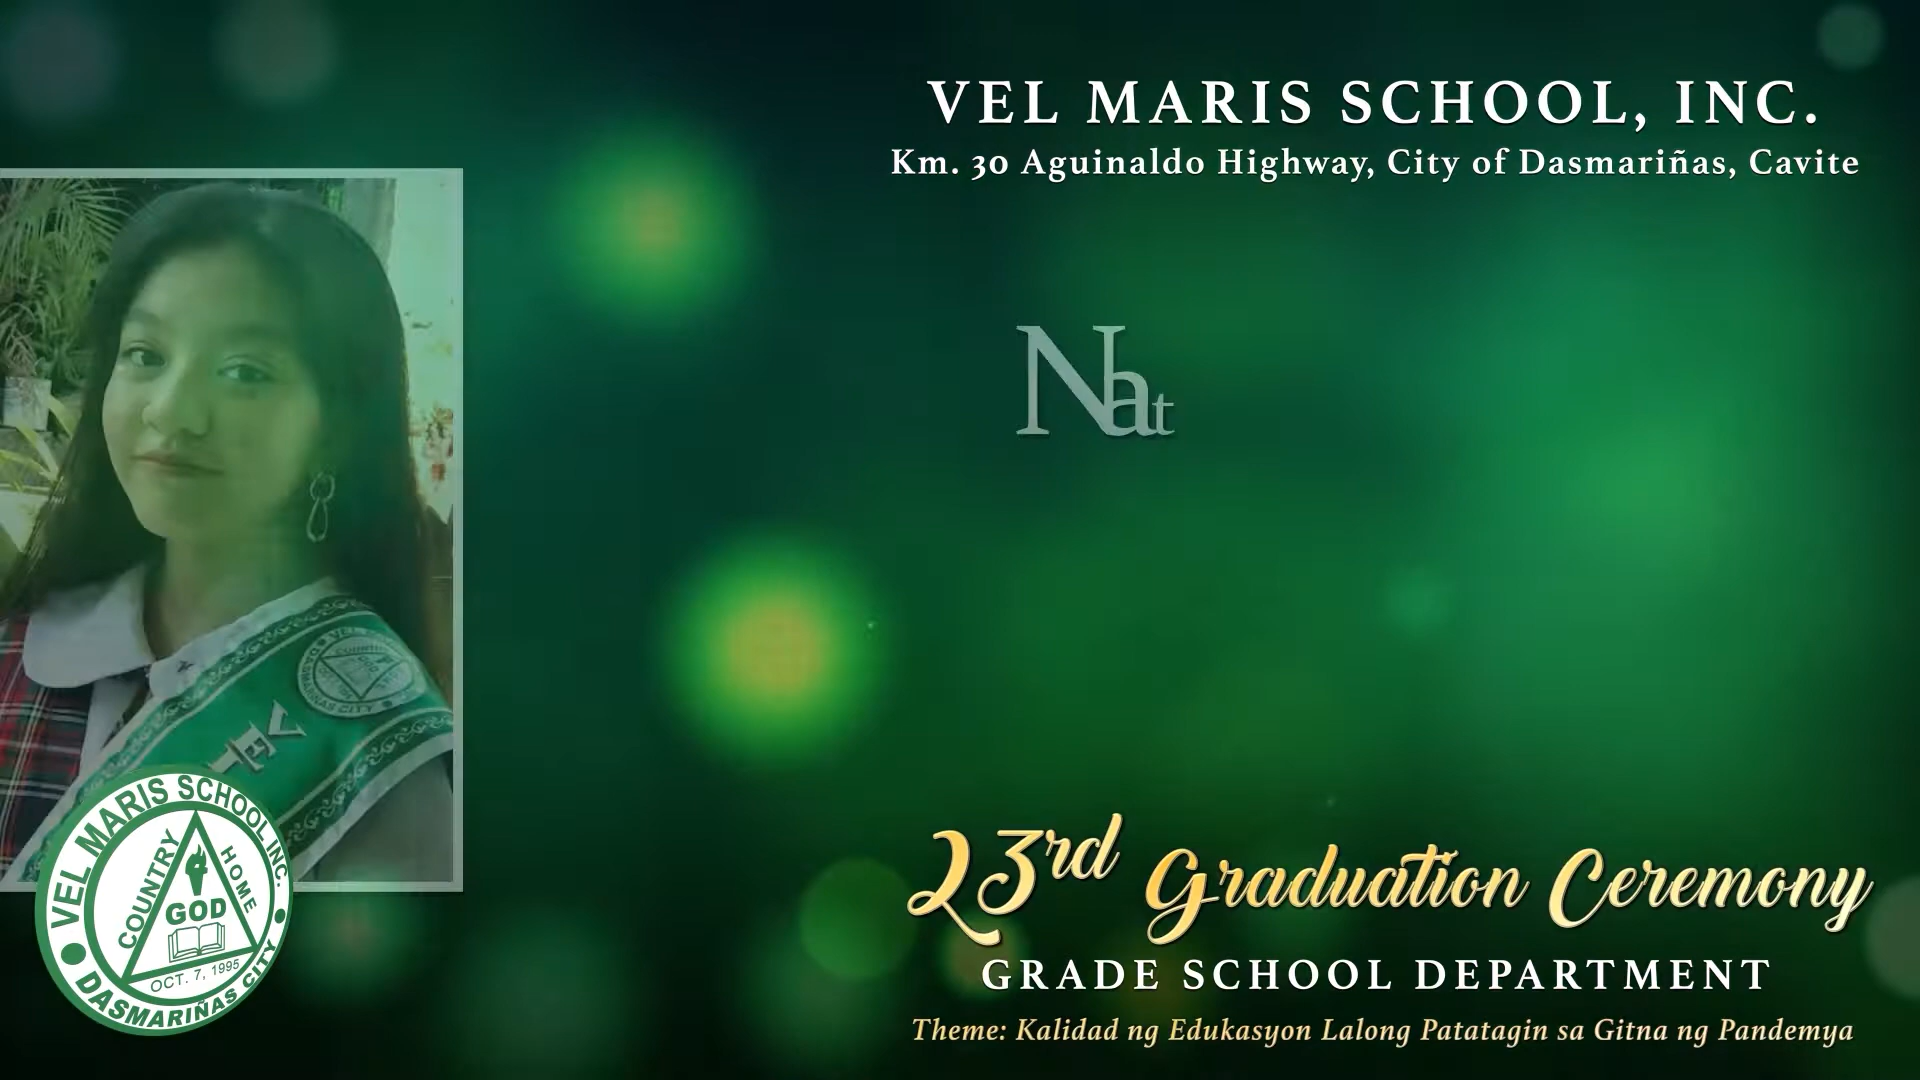 VEL MARIS SCHOOL, INC.
Km. 30 Aguinaldo Highway, City of Dasmariñas, Cavite
Nat
VEL
VEL MARIS SCHOOL INC.
COUNTRY
HOME
GOD
OCT. 7, 1995
DASMARIÑAS CITY
23rd Graduation Ceremony
GRADE SCHOOL DEPARTMENT
Theme: Kalidad ng Edukasyon Lalong Patatagin sa Gitna ng Pandemya